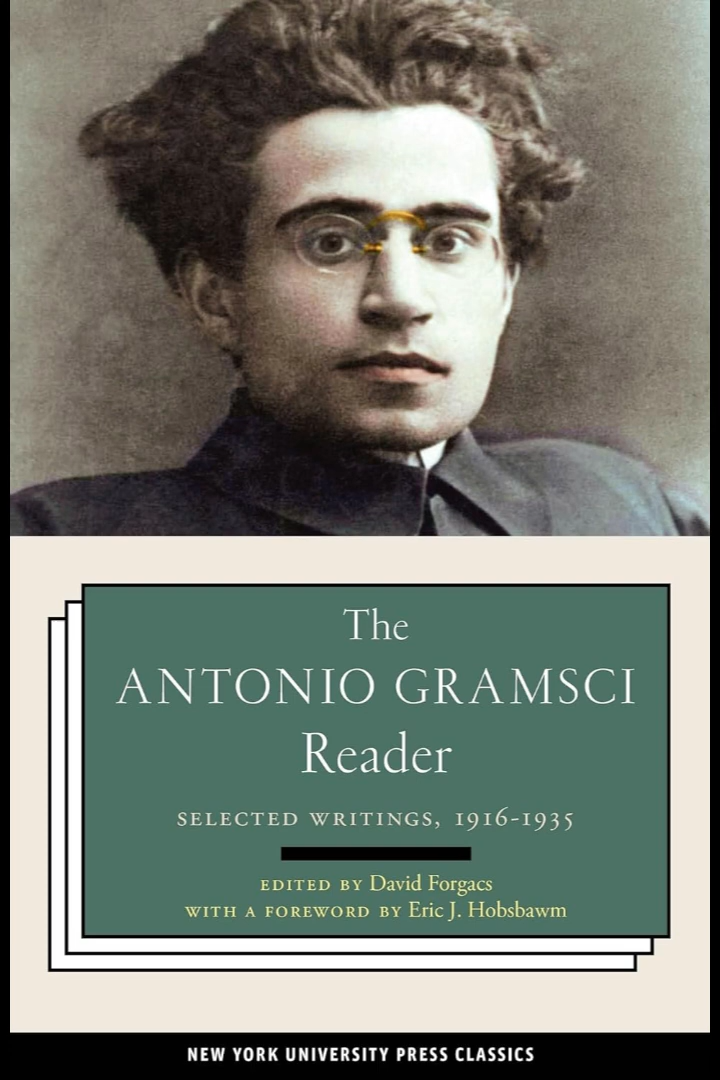 The
ANTONIO GRAMSCI
Reader
SELECTED WRITINGS, 1916-1935
EDITED BY David Forgacs
WITH A FOREWORD BY Eric J. Hobsbawm
NEW YORK UNIVERSITY PRESS CLASSICS